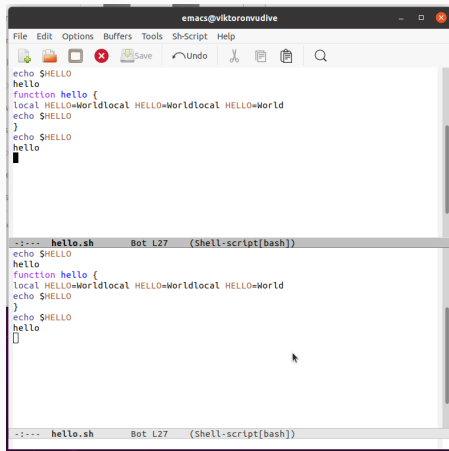 emacs@viktoronvudive
File Edit Options Buffers Tools Sh-Script Help
Save Undo
echo $HELLO
hello
function hello {
local HELLO=Worldlocal HELLO=Worldlocal HELLO=World
echo $HELLO
}
echo $HELLO
hello
-:--- hello.sh Bot L27 (Shell-script[bash])
echo $HELLO
hello
function hello {
local HELLO=Worldlocal HELLO=Worldlocal HELLO=World
echo $HELLO
}
echo $HELLO
hello
-:--- hello.sh Bot L27 (Shell-script[bash])